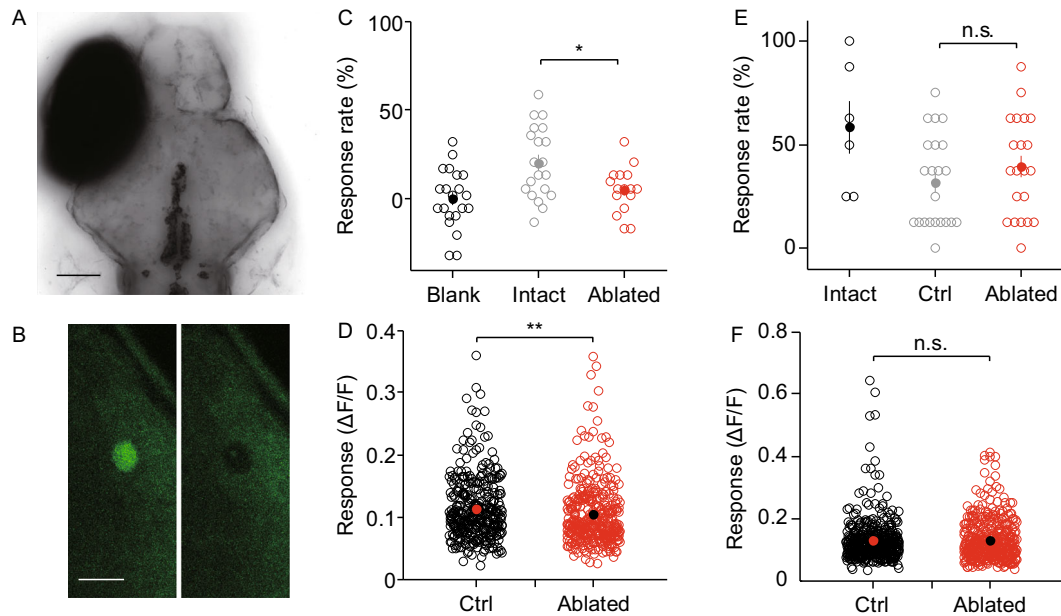 A
B
C
Response rate (%)
100
50
0
100
*
Blank Intact Ablated
D
Response (ΔF/F)
0.4
0.3
0.2
0.1
0
**
Ctrl Ablated
E
Response rate (%)
100
50
0
n.s.
Intact Ctrl Ablated
F
Response (ΔF/F)
0.8
0.6
0.4
0.2
0
n.s.
Ctrl Ablated